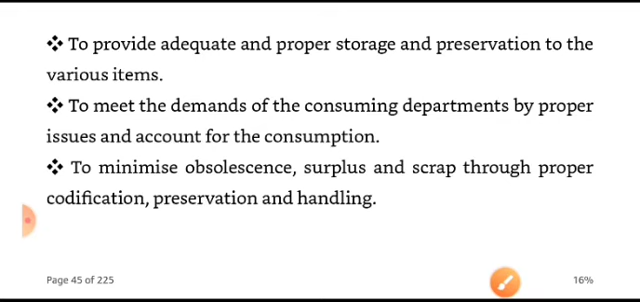 ❖ To provide adequate and proper storage and preservation to the
various items.
❖ To meet the demands of the consuming departments by proper
issues and account for the consumption.
❖ To minimise obsolescence, surplus and scrap through proper
codification, preservation and handling.
Page 45 of 225 16%